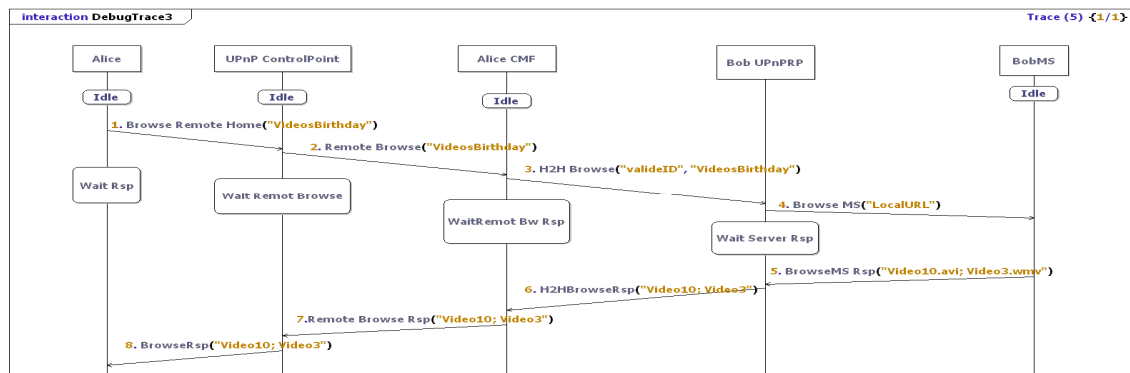 interaction DebugTrace3
Trace (5) {1/1}
Alice
UPnP ControlPoint
Alice CMF
Bob UPnPRP
BobMS
Idle
Idle
Idle
Idle
1. Browse Remote Home("VideosBirthday")
2. Remote Browse("VideosBirthday")
3. H2H Browse("valideID","VideosBirthday")
Wait Rsp
Wait Remot Browse
4. Browse MS("LocalURL")
WaitRemot Bw Rsp
Wait Server Rsp
5. BrowseMS Rsp("Video10.avi; Video3.wmv")
6. H2HBrowseRsp("Video10; Video3")
7.Remote Browse Rsp("Video10; Video3")
8. BrowseRsp("Video10; Video3")